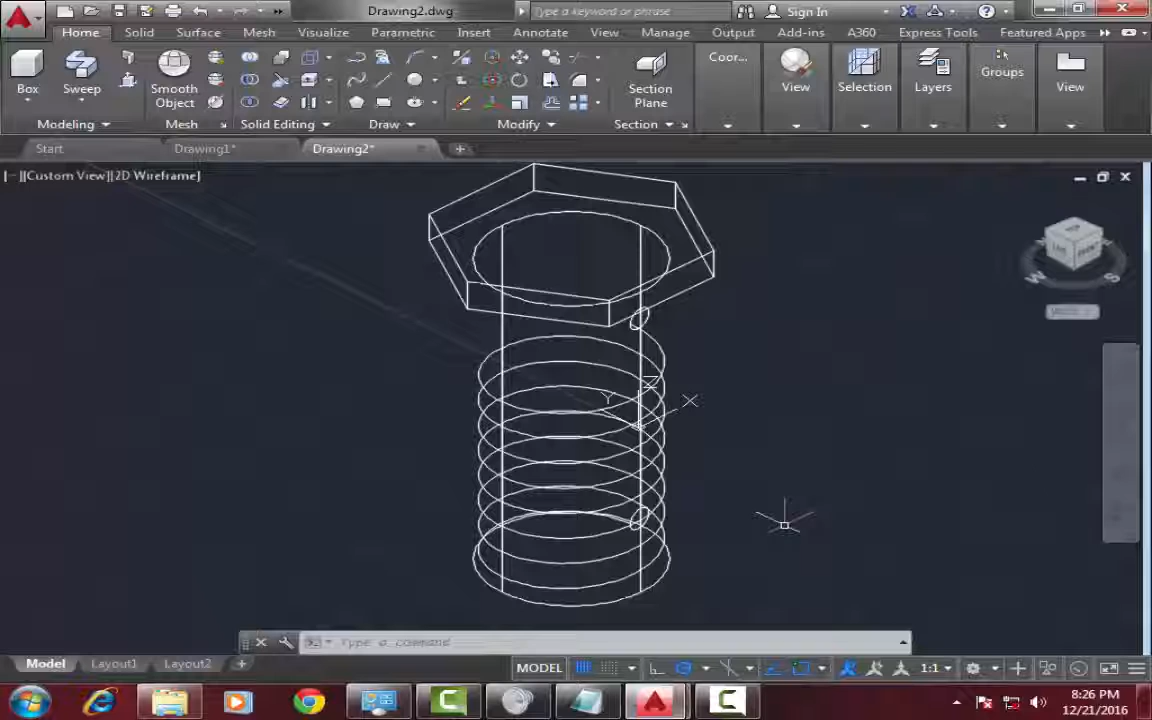 Drawing2.dwg
Type a keyword or phrase
Sign In
Home Solid Surface Mesh Visualize Parametric Insert Annotate View Manage Output Add-ins A360 Express Tools Featured Apps
Box
Sweep
Smooth
Object
Section
Plane
Coor...
View
Selection
Layers
Groups
View
Modeling
Mesh
Solid Editing
Draw
Modify
Section
Start
Drawing1*
Drawing2*
[−][Custom View][2D Wireframe]
W
S
Z
Y
X
Type a command
Model
Layout1
Layout2
MODEL
1:1
8:26 PM
12/21/2016